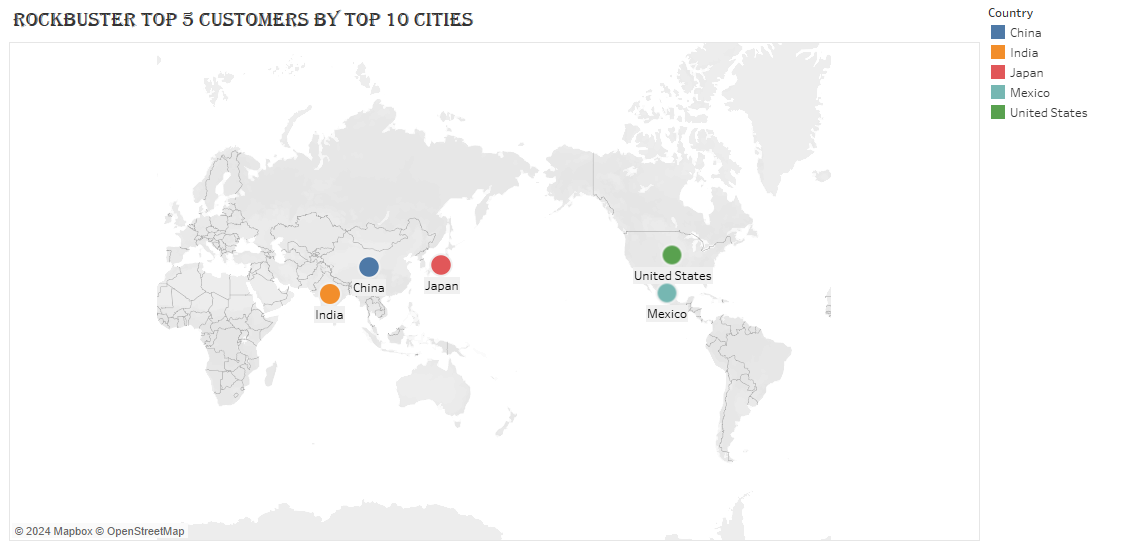 ROCKBUSTER TOP 5 CUSTOMERS BY TOP 10 CITIES
Country
China
India
Japan
Mexico
United States
United States
China
Japan
India
Mexico
© 2024 Mapbox © OpenStreetMap